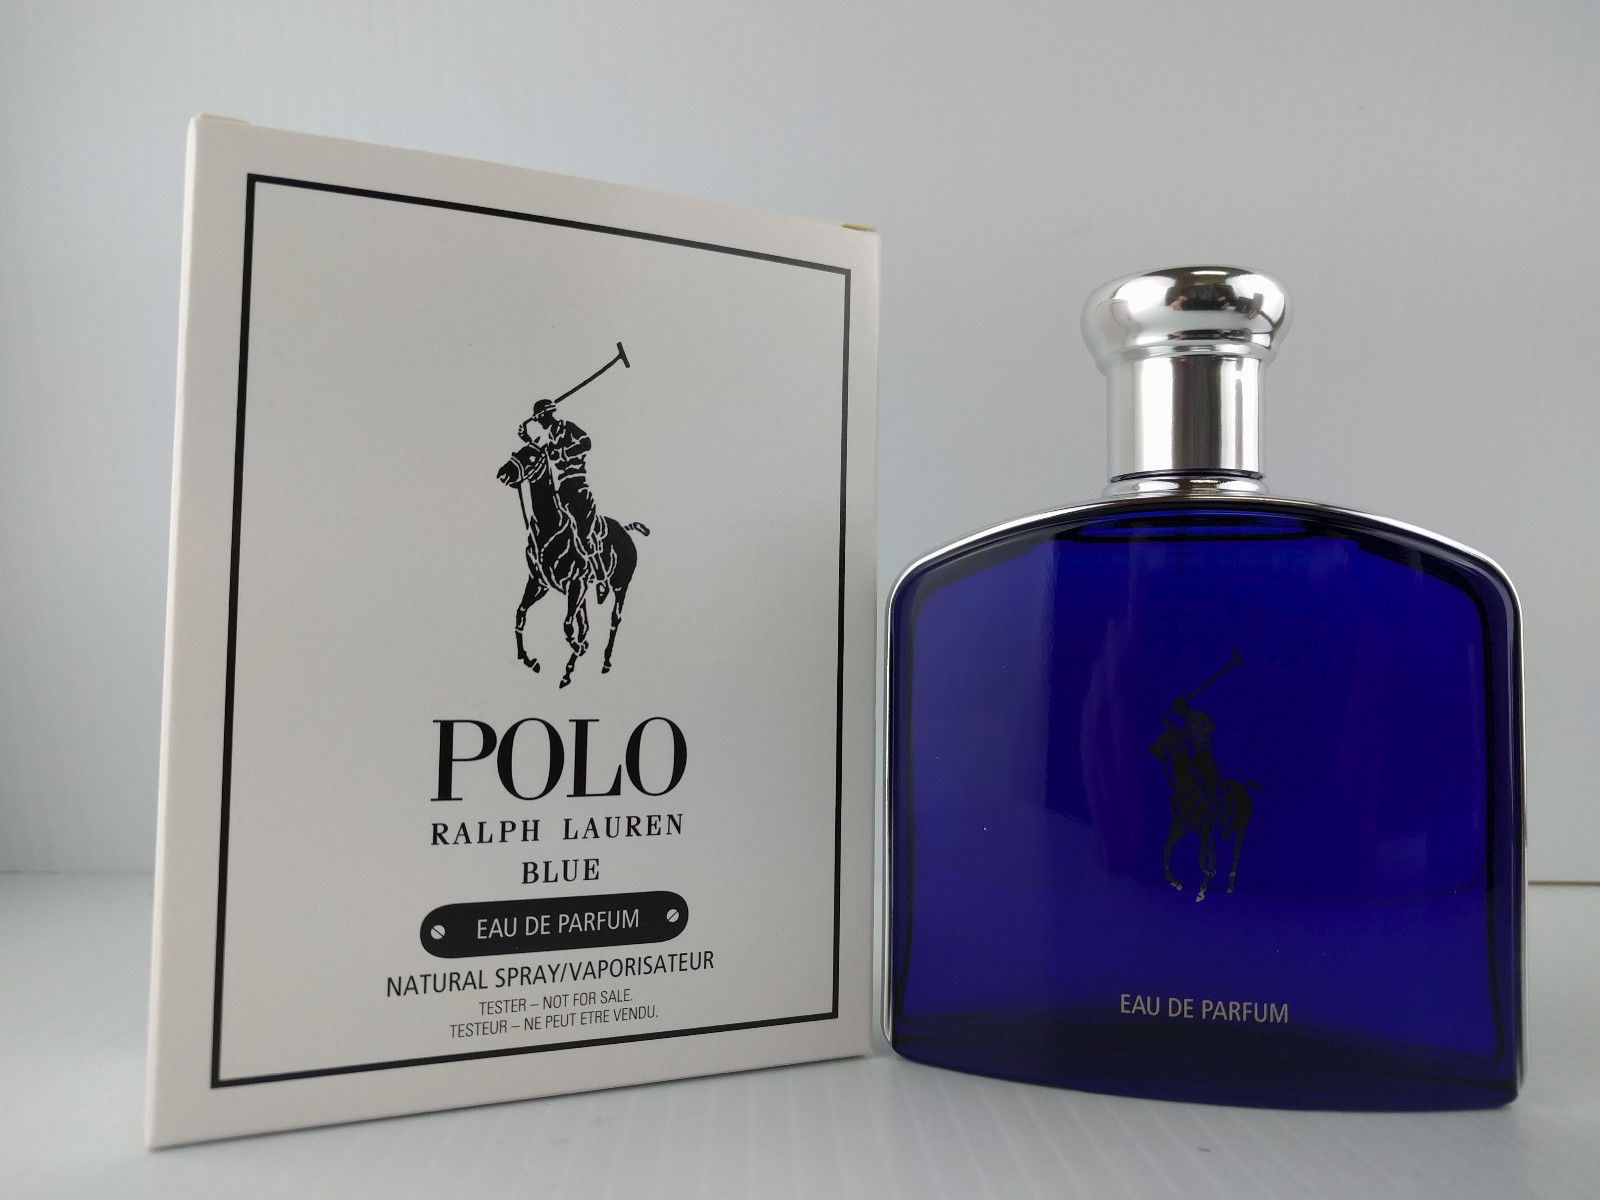 POLO
RALPH LAUREN
BLUE
EAU DE PARFUM
NATURAL SPRAY/VAPORISATEUR
TESTER – NOT FOR SALE.
TESTEUR – NE PEUT ETRE VENDU.
EAU DE PARFUM